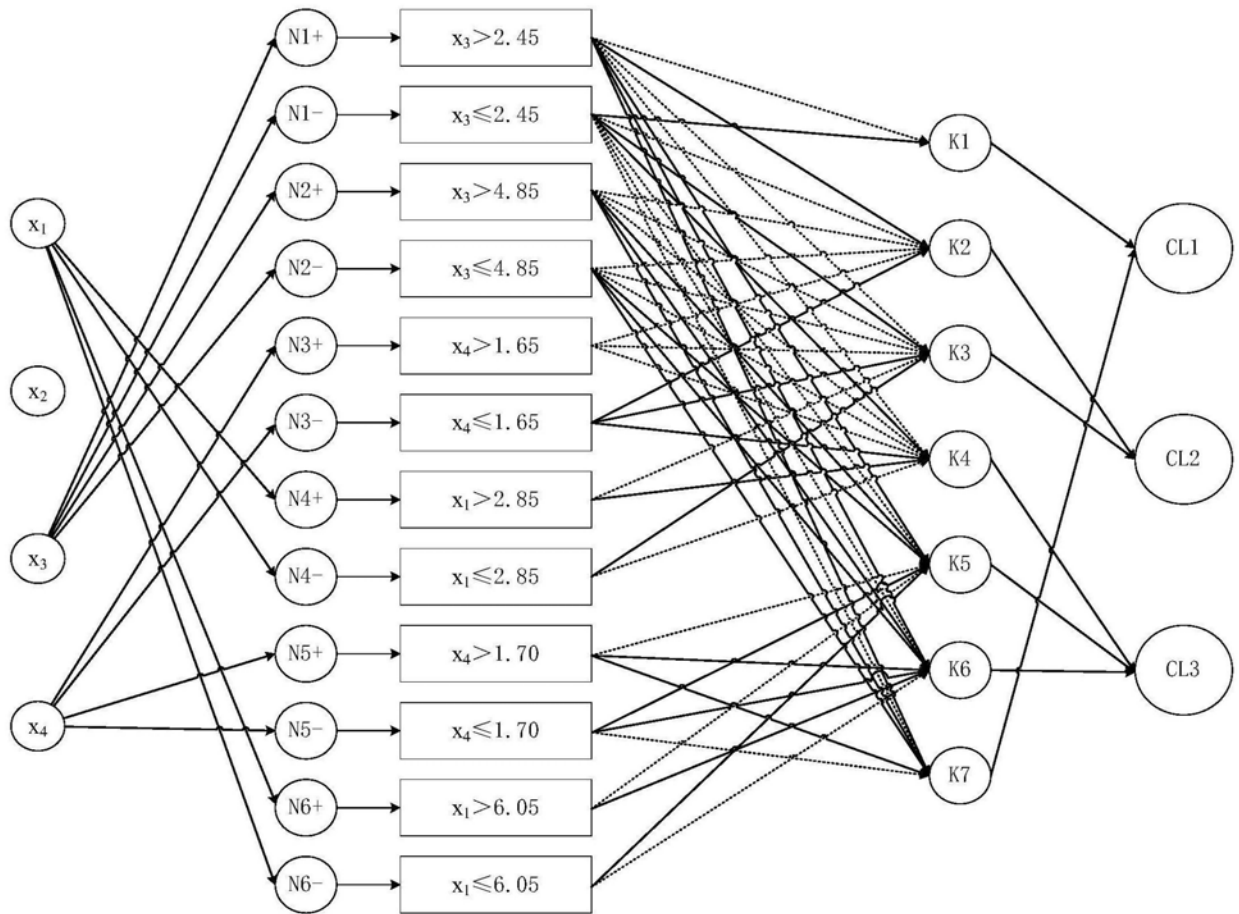 x₁
x₂
x₃
x₄
N1+
N1-
N2+
N2-
N3+
N3-
N4+
N4-
N5+
N5-
N6+
N6-
x₃>2.45
x₃≤2.45
x₃>4.85
x₃≤4.85
x₄>1.65
x₄≤1.65
x₁>2.85
x₁≤2.85
x₄>1.70
x₄≤1.70
x₁>6.05
x₁≤6.05
K1
K2
K3
K4
K5
K6
K7
CL1
CL2
CL3